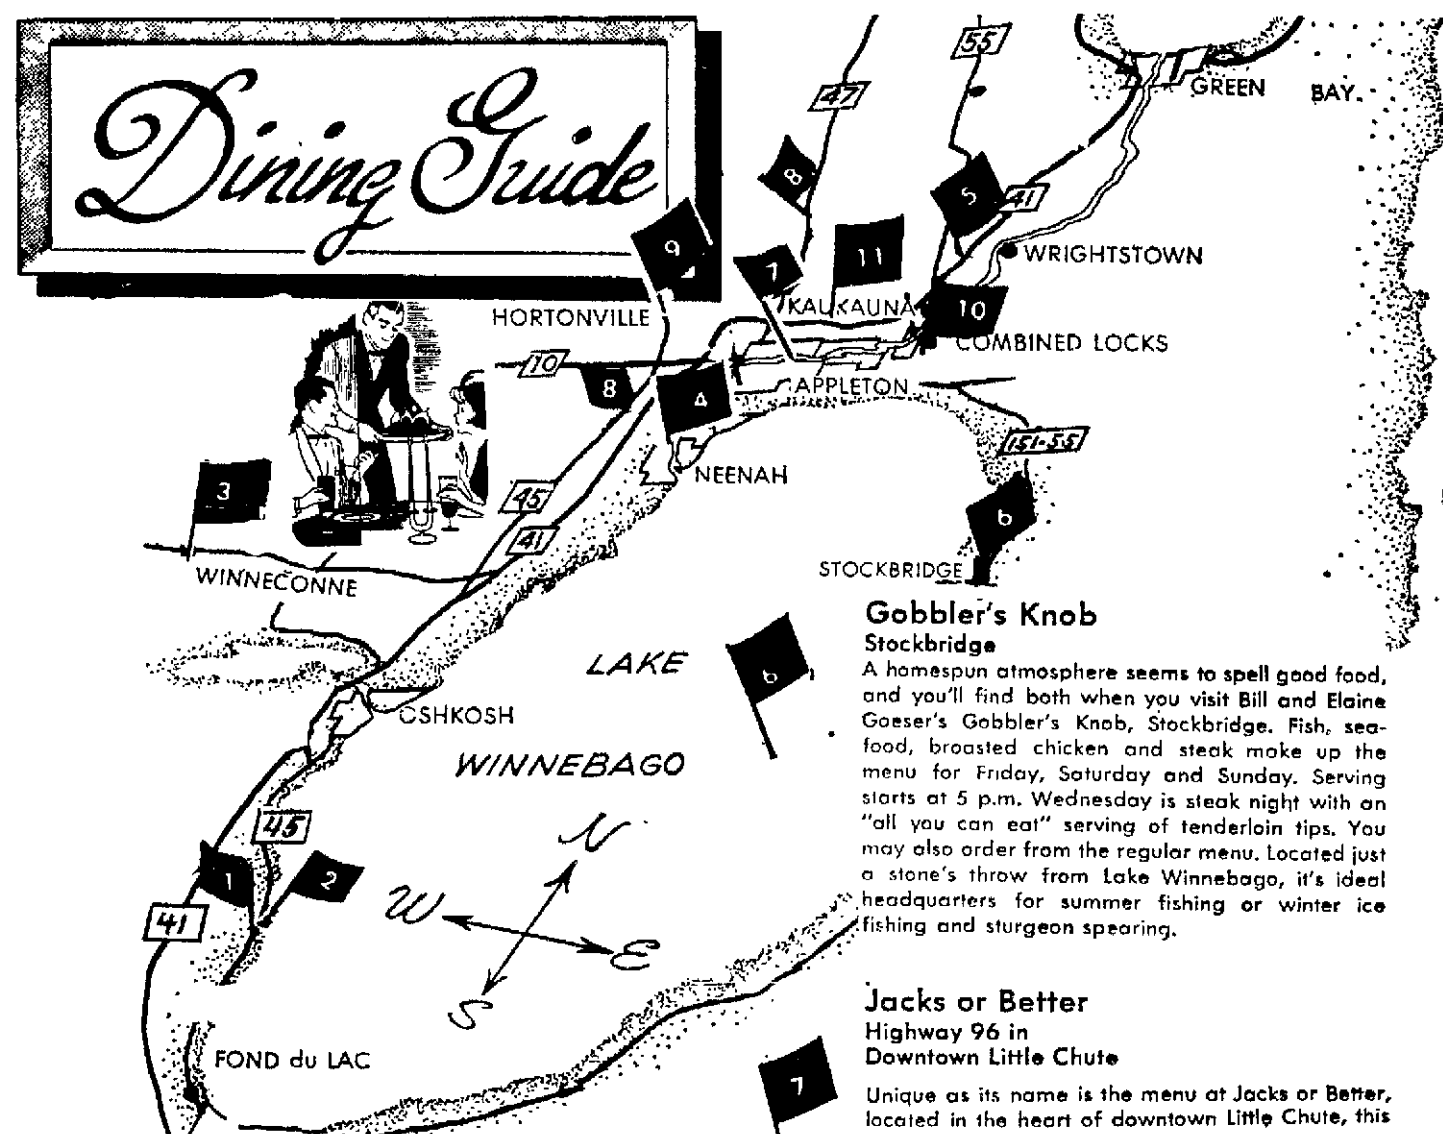 Dining Guide
55
47
GREEN BAY
8
5
41
9
WRIGHTSTOWN
7
11
HORTONVILLE
KAUKAUNA
10
COMBINED LOCKS
10
8
4
APPLETON
151-55
NEENAH
3
45
41
6
WINNECONNE
STOCKBRIDGE
LAKE
WINNEBAGO
6
OSHKOSH
45
1
2
41
N
W
E
S
FOND du LAC
Gobbler's Knob
Stockbridge
A homespun atmosphere seems to spell good food,
and you'll find both when you visit Bill and Elaine
Goeser's Gobbler's Knob, Stockbridge. Fish, sea-
food, broasted chicken and steak make up the
menu for Friday, Saturday and Sunday. Serving
starts at 5 p.m. Wednesday is steak night with an
"all you can eat" serving of tenderloin tips. You
may also order from the regular menu. Located just
a stone's throw from Lake Winnebago, it's ideal
headquarters for summer fishing or winter ice
fishing and sturgeon spearing.
7
Jacks or Better
Highway 96 in
Downtown Little Chute
Unique as its name is the menu at Jacks or Better,
located in the heart of downtown Little Chute, this